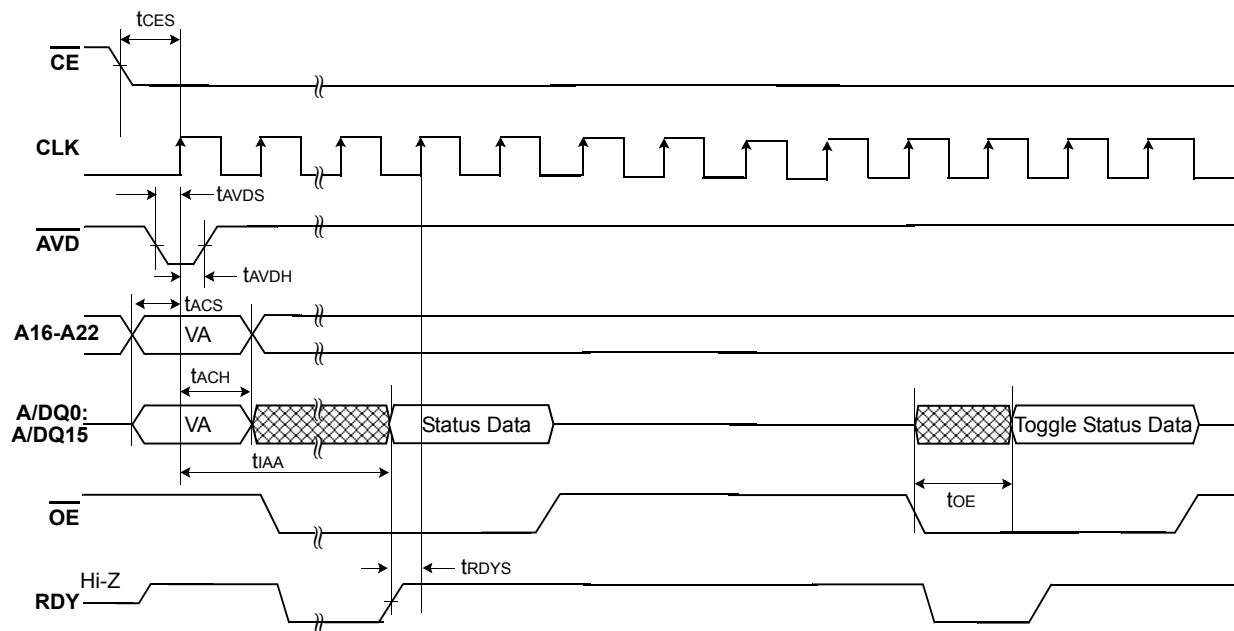 tCES
CE
CLK
tAVDS
AVD
tAVDH
tACS
A16-A22
VA
tACH
A/DQ0:
A/DQ15
VA
Status Data
Toggle Status Data
tIAA
OE
tOE
tRDYS
Hi-Z
RDY